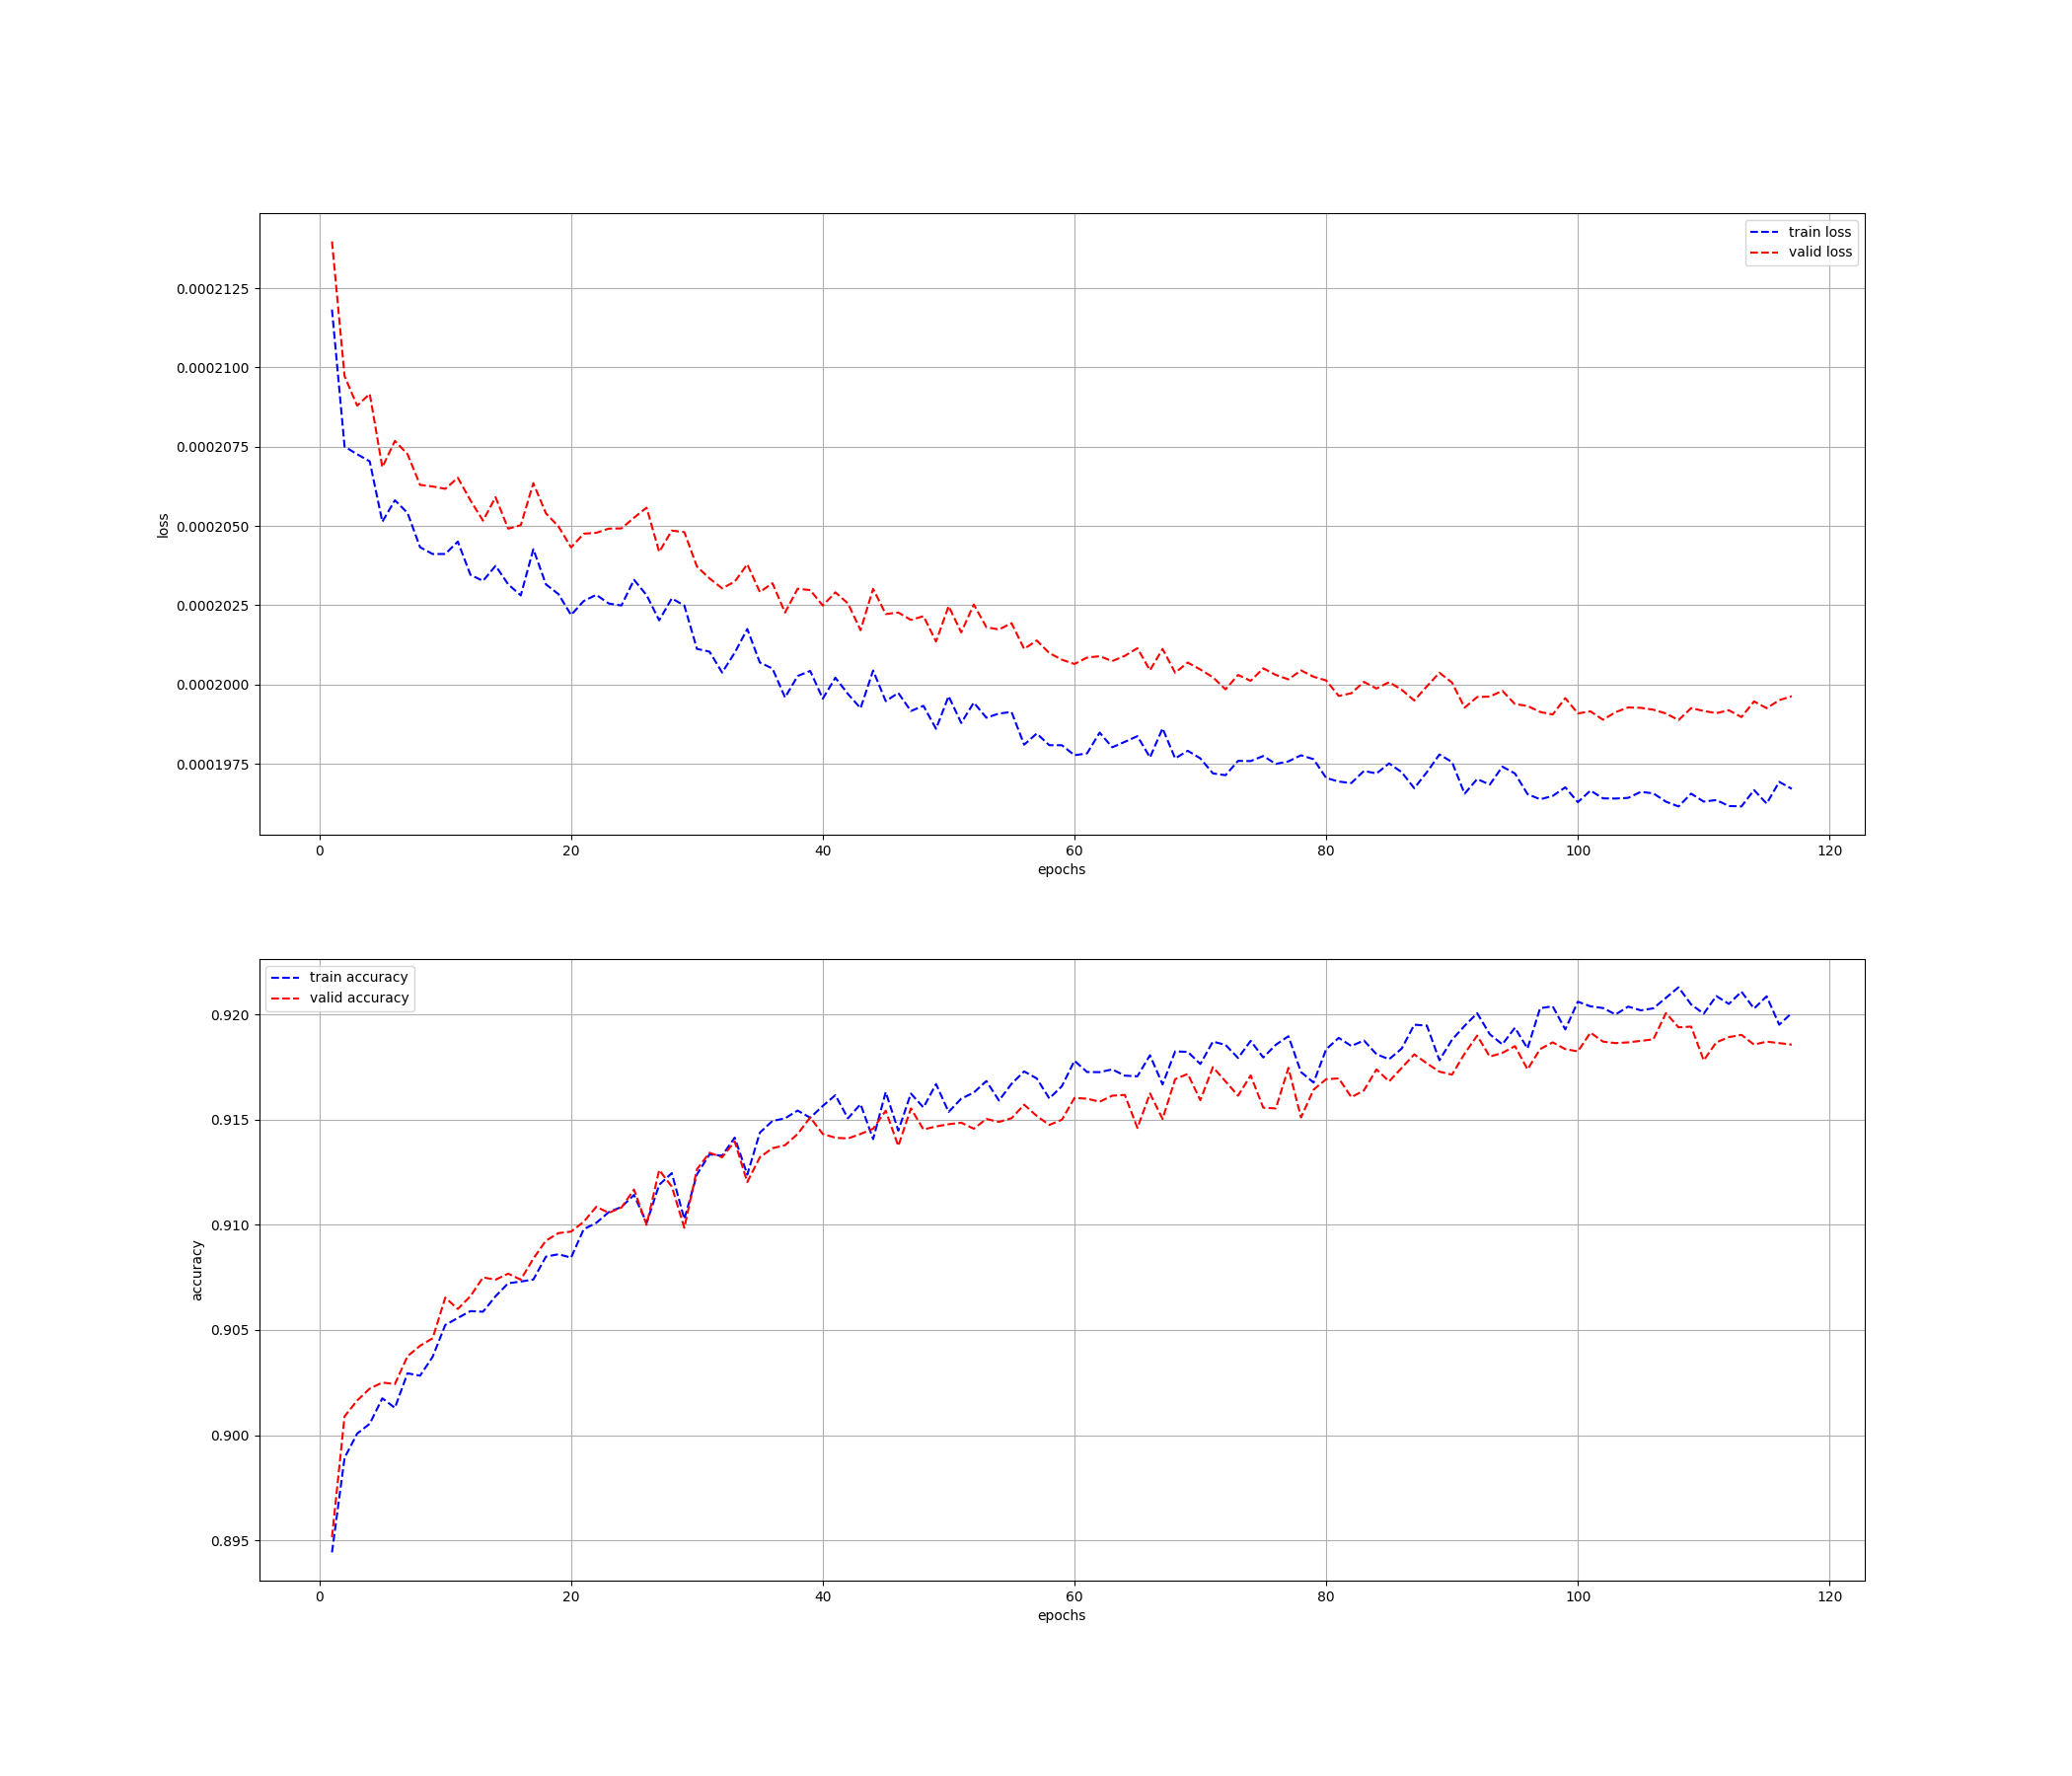 train loss
valid loss
0.0002125
0.0002100
0.0002075
0.0002050
0.0002025
0.0002000
0.0001975
loss
0 20 40 60 80 100 120
epochs
train accuracy
valid accuracy
0.920
0.915
0.910
0.905
0.900
0.895
accuracy
0 20 40 60 80 100 120
epochs